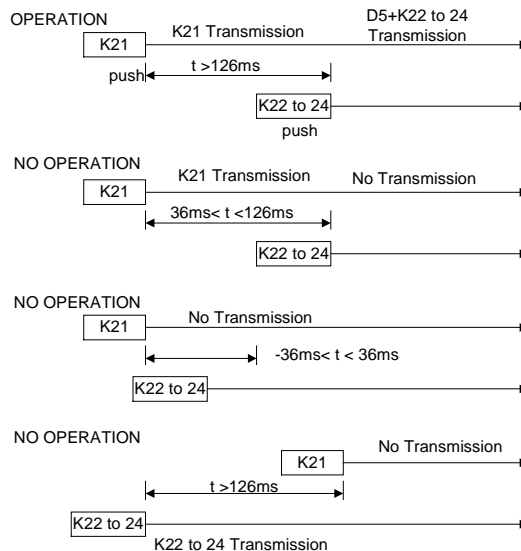 OPERATION
D5+K22 to 24
K21 Transmission
Transmission
K21
push
t >126ms
K22 to 24
push
NO OPERATION
K21 Transmission
No Transmission
K21
36ms< t <126ms
K22 to 24
NO OPERATION
K21
No Transmission
-36ms< t < 36ms
K22 to 24
NO OPERATION
No Transmission
K21
t >126ms
K22 to 24
K22 to 24 Transmission